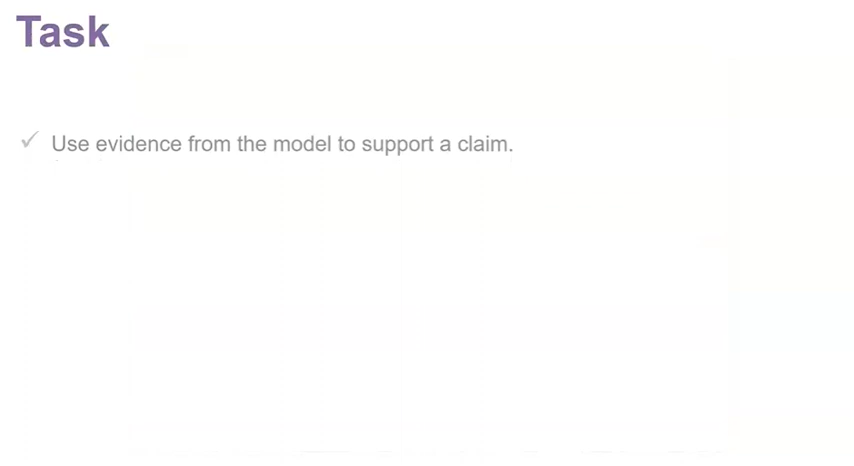 Task
✓ Use evidence from the model to support a claim.